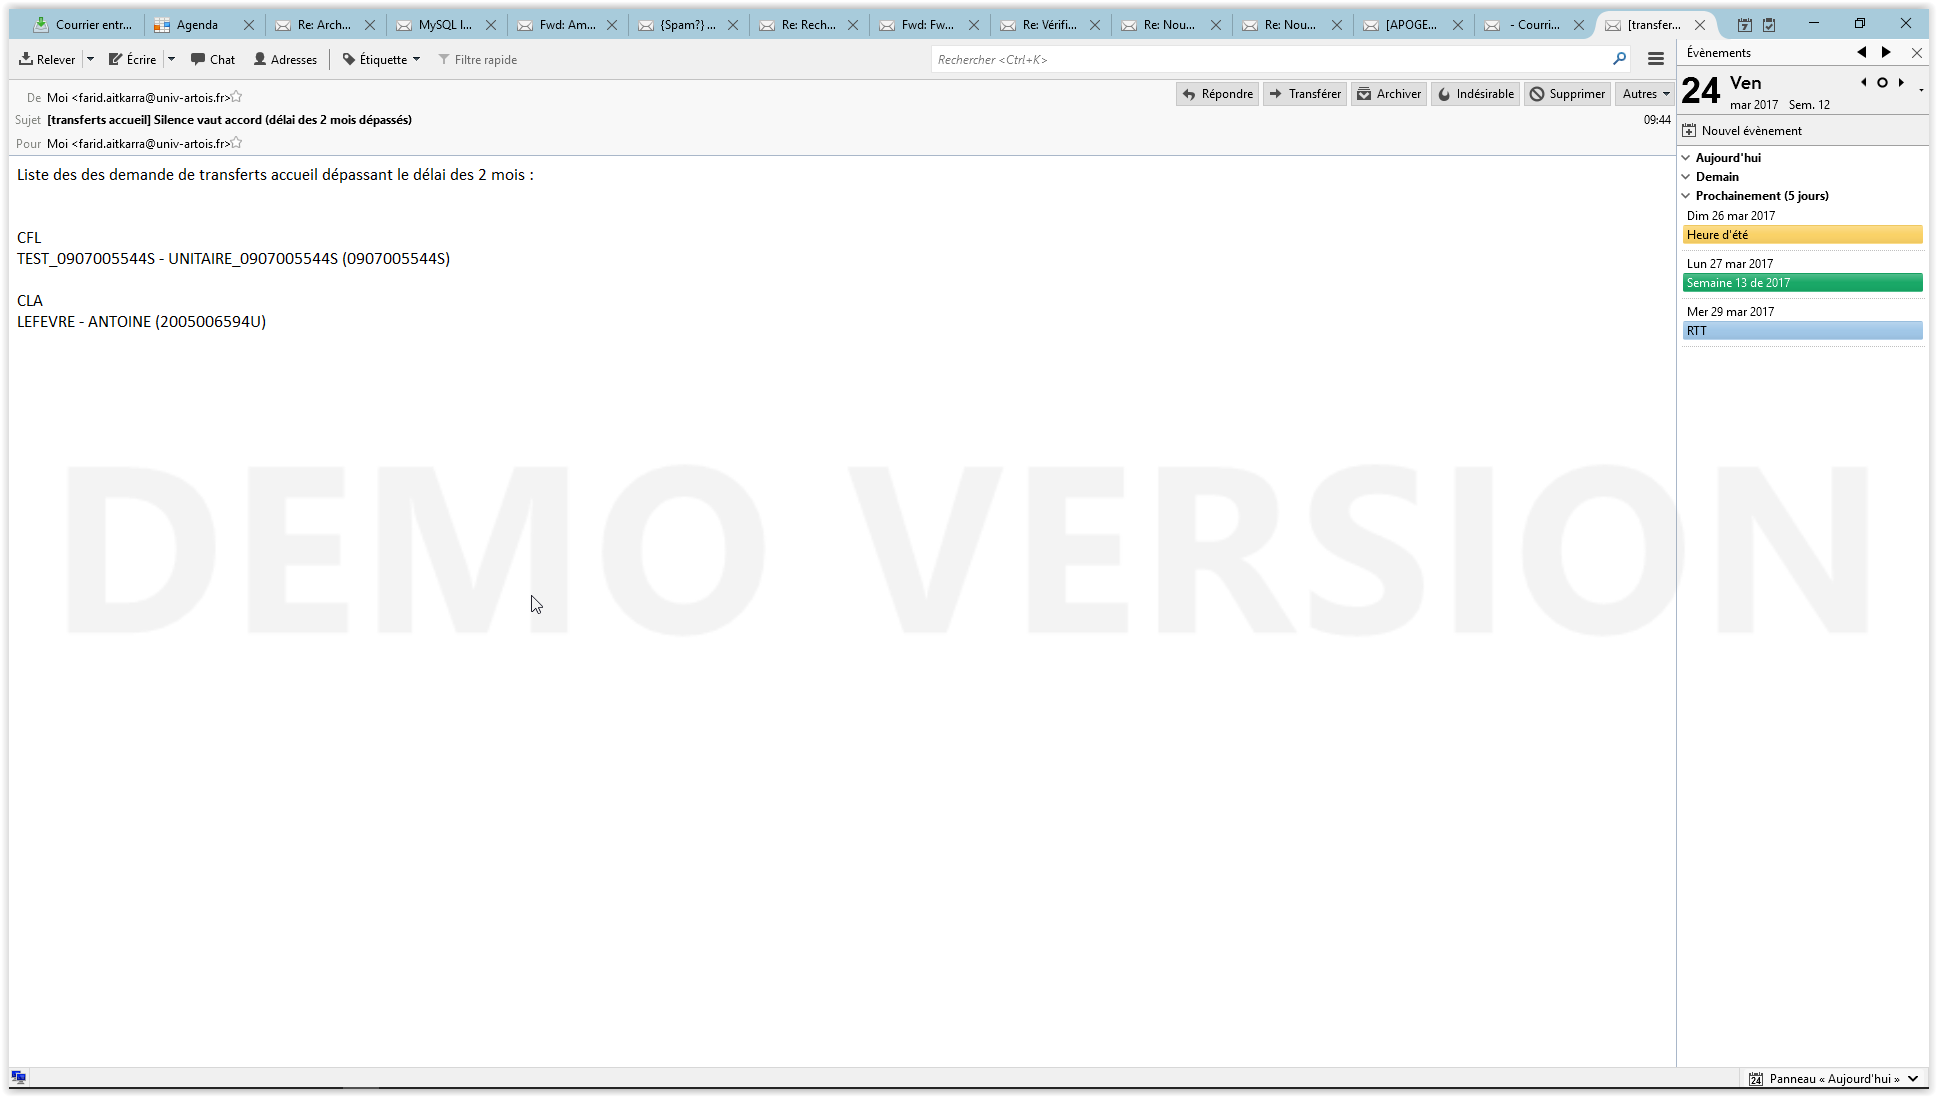 Courrier entr... Agenda Re: Arch... MySQL I... Fwd: Am... {Spam?} ... Re: Rech... Fwd: Fw... Re: Vérifi... Re: Nou... Re: Nou... [APOGE... - Courri... [transfer...
Relever Écrire Chat Adresses Étiquette Filtre rapide Rechercher <Ctrl+K>
De Moi <farid.aitkarra@univ-artois.fr>
Répondre Transférer Archiver Indésirable Supprimer Autres
Sujet [transferts accueil] Silence vaut accord (délai des 2 mois dépassés) 09:44
Pour Moi <farid.aitkarra@univ-artois.fr>
Liste des des demande de transferts accueil dépassant le délai des 2 mois :
CFL
TEST_0907005544S - UNITAIRE_0907005544S (0907005544S)
CLA
LEFEVRE - ANTOINE (2005006594U)
DEMO VERSION
Évènements
24 Ven
mar 2017 Sem. 12
Nouvel évènement
Aujourd'hui
Demain
Prochainement (5 jours)
Dim 26 mar 2017
Heure d'été
Lun 27 mar 2017
Semaine 13 de 2017
Mer 29 mar 2017
RTT
24 Panneau « Aujourd'hui »